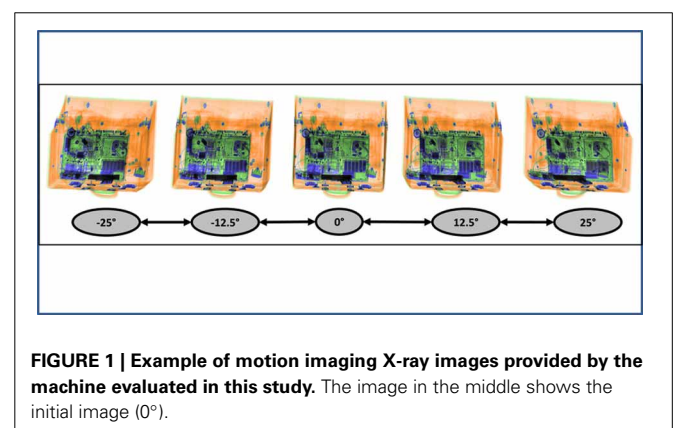 -25° -12.5° 0° 12.5° 25°
FIGURE 1 | Example of motion imaging X-ray images provided by the
machine evaluated in this study. The image in the middle shows the
initial image (0°).